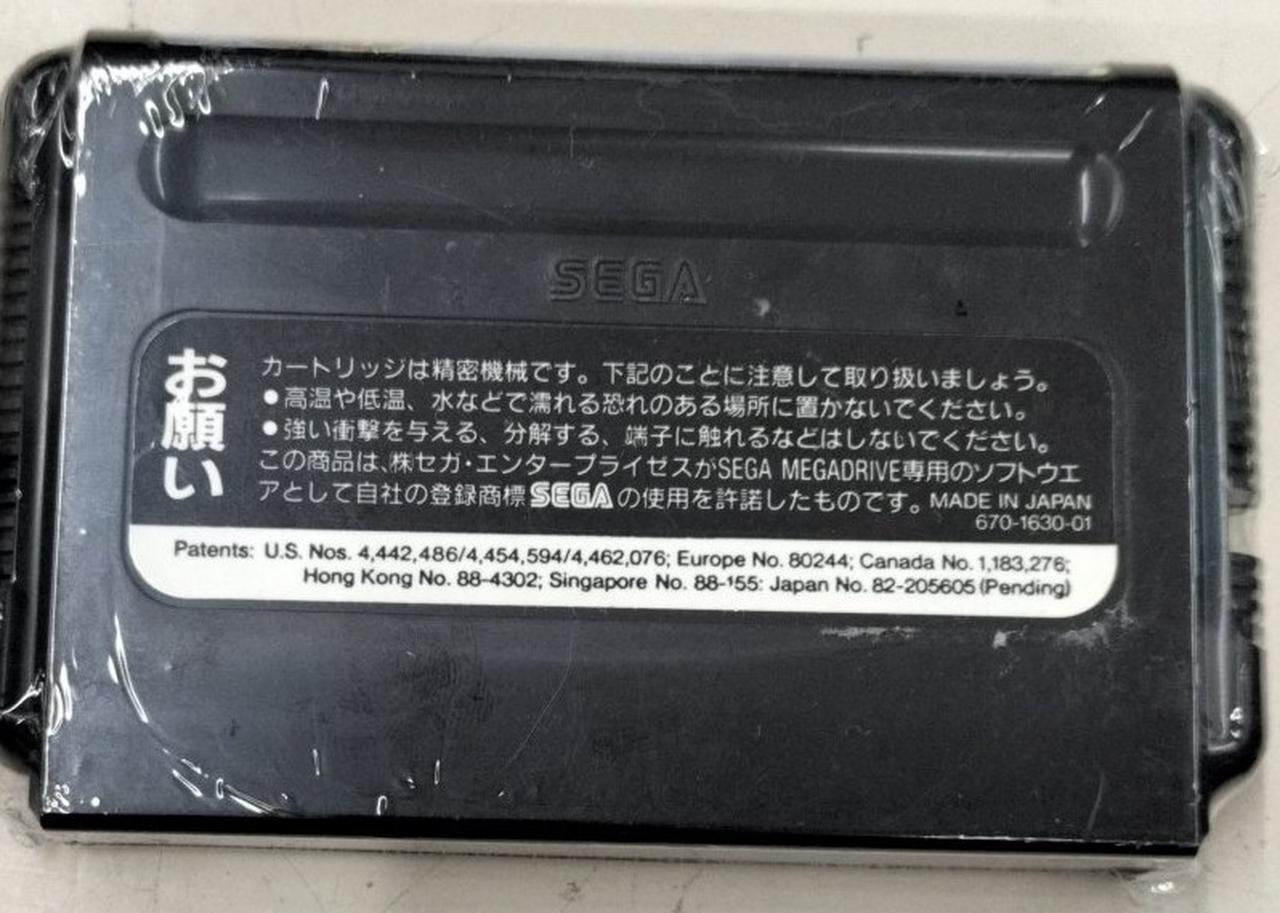 SEGA
お願い
カートリッジは精密機械です。下記のことに注意して取り扱いましょう。
●高温や低温、水などで濡れる恐れのある場所に置かないでください。
●強い衝撃を与える、分解する、端子に触れるなどはしないでください。
この商品は、㈱セガ・エンタープライゼスがSEGA MEGADRIVE専用のソフトウエ
アとして自社の登録商標SEGAの使用を許諾したものです。MADE IN JAPAN
670-1630-01
Patents: U.S. Nos. 4,442,486/4,454,594/4,462,076; Europe No. 80244; Canada No. 1,183,276;
Hong Kong No. 88-4302; Singapore No. 88-155: Japan No. 82-205605 (Pending)